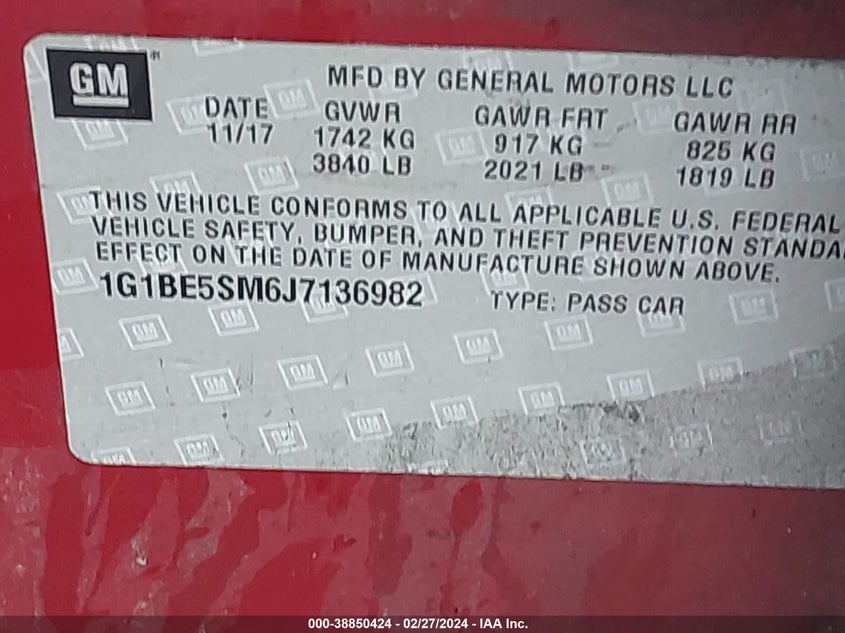 GM
MFD BY GENERAL MOTORS LLC
DATE GVWR GAWR FRT GAWR RR
11/17 1742 KG 917 KG 825 KG
3840 LB 2021 LB 1819 LB
THIS VEHICLE CONFORMS TO ALL APPLICABLE U.S. FEDERAL
VEHICLE SAFETY, BUMPER, AND THEFT PREVENTION STANDA
EFFECT ON THE DATE OF MANUFACTURE SHOWN ABOVE.
1G1BE5SM6J7136982 TYPE: PASS CAR
000-38850424 - 02/27/2024 - IAA Inc.